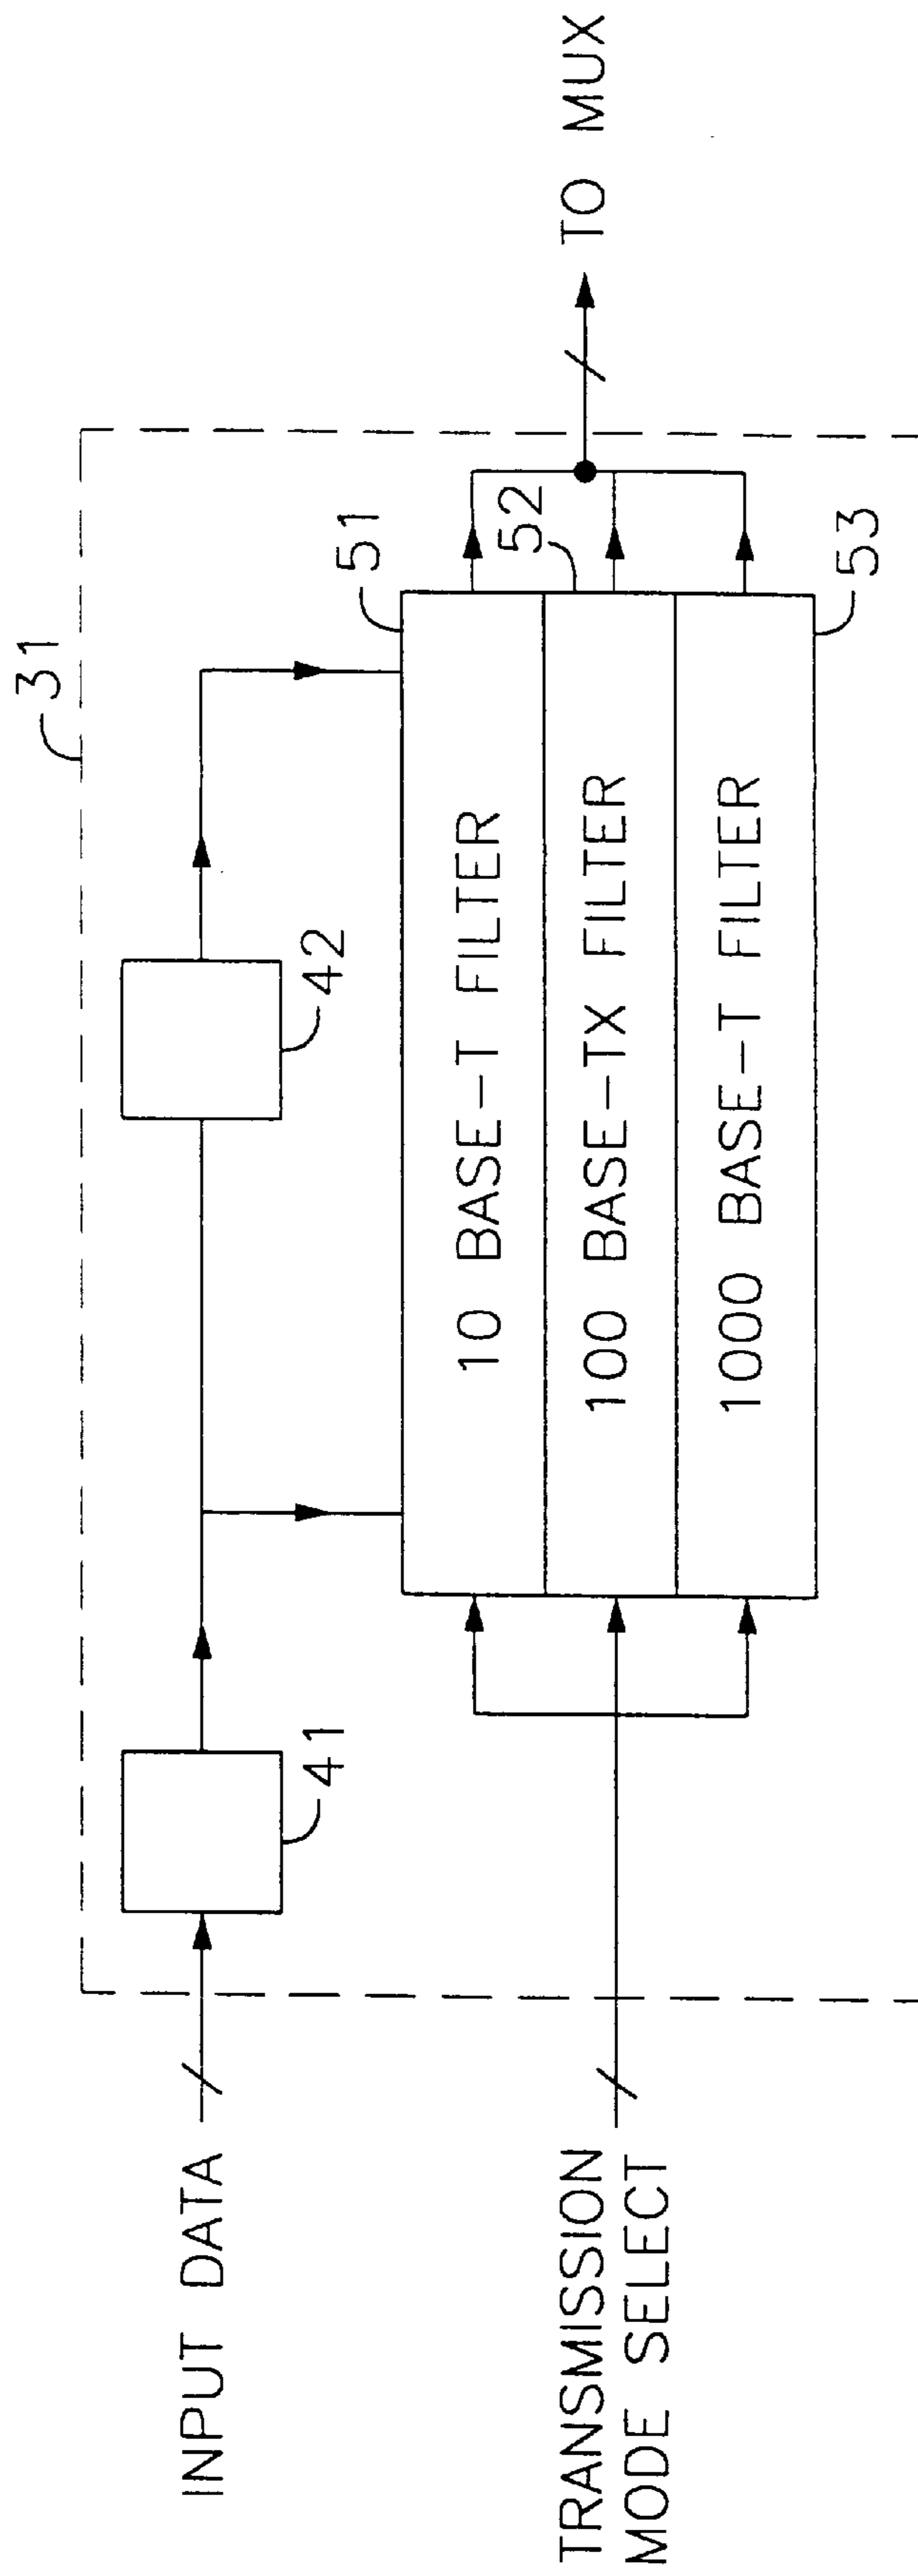 31
INPUT DATA
41
42
51
10 BASE-T FILTER
52
100 BASE-TX FILTER
1000 BASE-T FILTER
53
TRANSMISSION
MODE SELECT
TO MUX